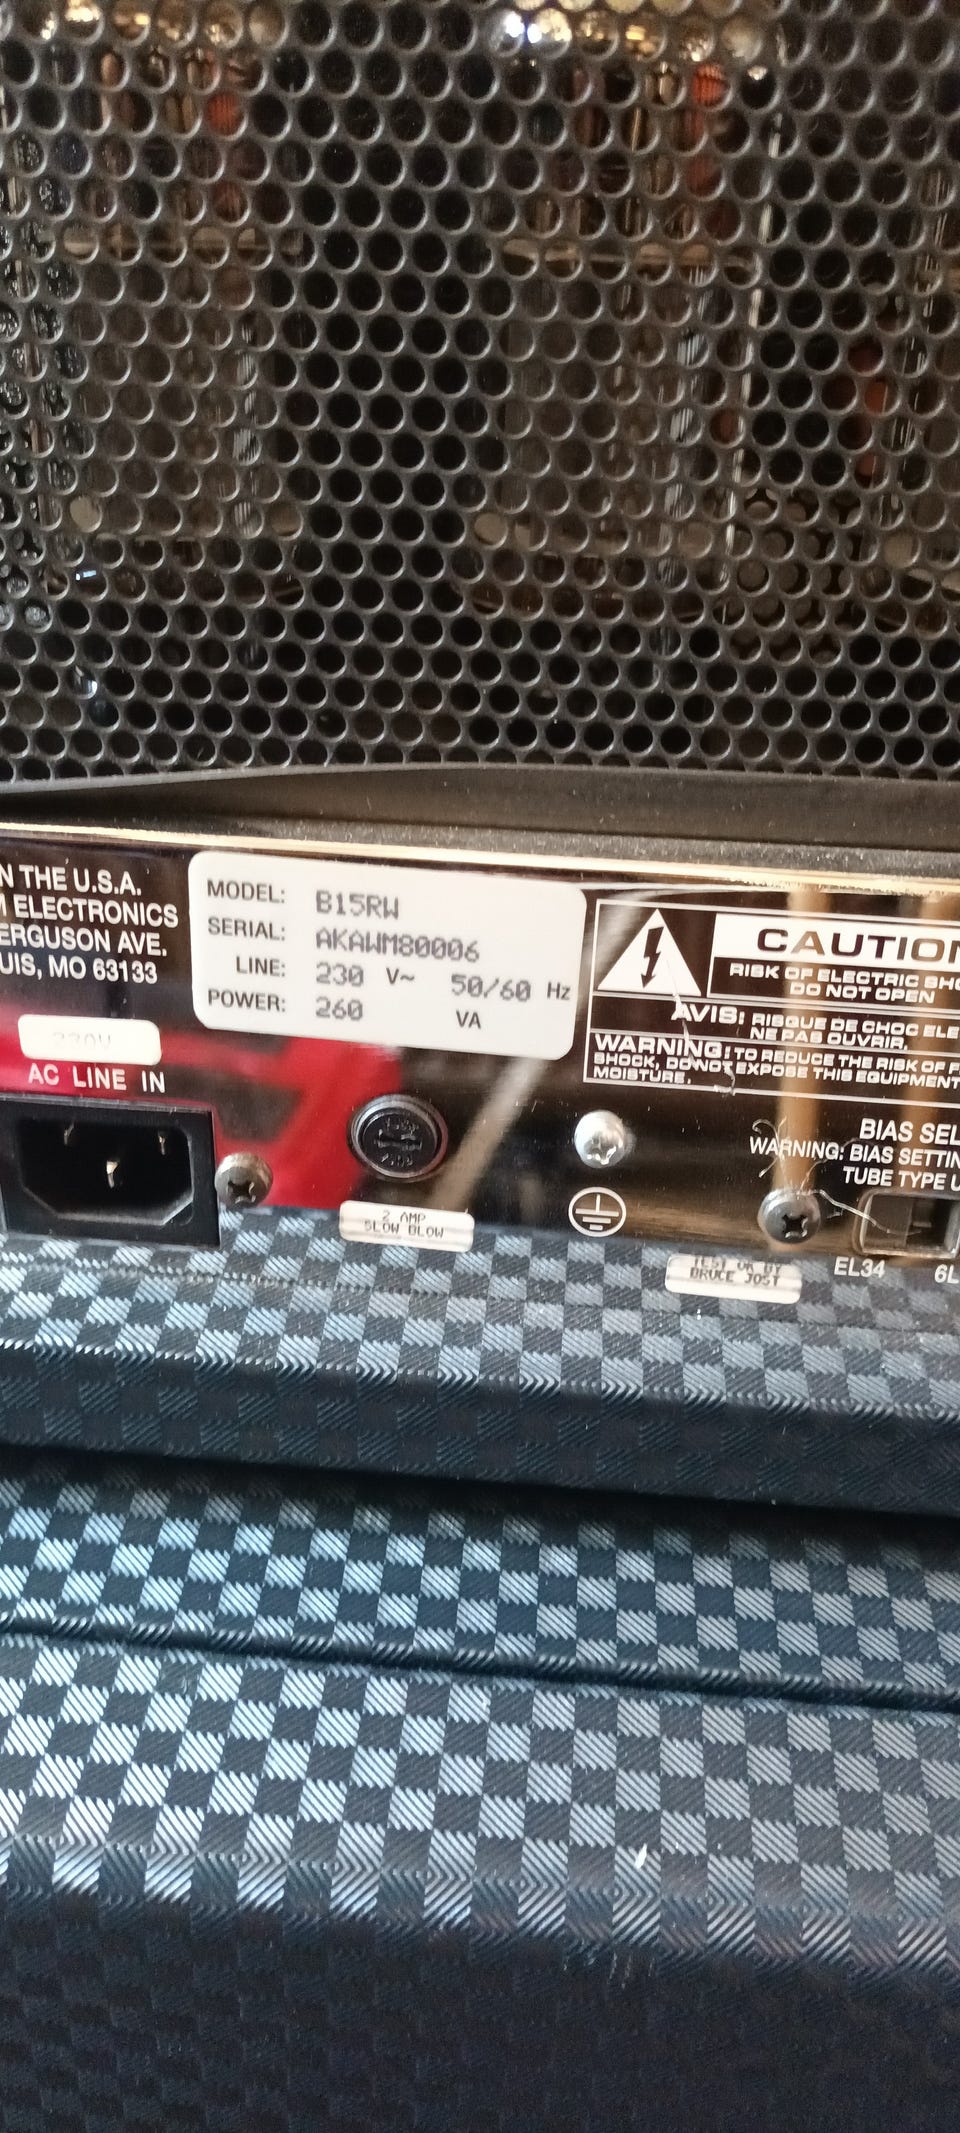 N THE U.S.A.
ELECTRONICS
ERGUSON AVE.
UIS, MO 63133
MODEL: B15RW
SERIAL: AKAWM80006
LINE: 230 V~ 50/60 Hz
POWER: 260 VA
CAUTION
RISK OF ELECTRIC SHO
DO NOT OPEN
AVIS: RISQUE DE CHOC ELE
NE PAS OUVRIR.
WARNING: TO REDUCE THE RISK OF F
SHOCK, DO NOT EXPOSE THIS EQUIPMENT
MOISTURE.
230V
AC LINE IN
2 AMP
SLOW BLOW
BIAS SEL
WARNING: BIAS SETTIN
TUBE TYPE U
EL34 6L
TEST OK BY
BRUCE JOST